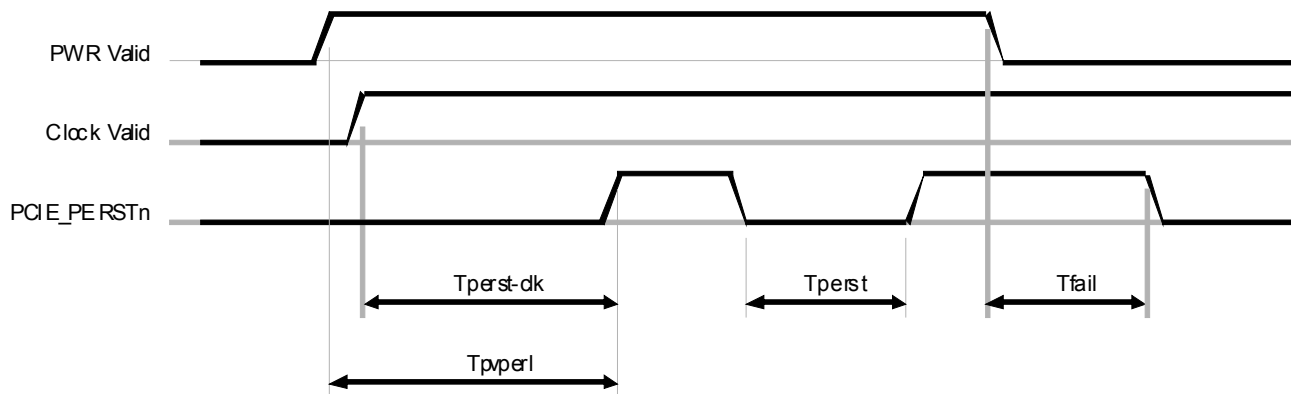 PWR Valid
Clock Valid
PCIE_PERSTn
Tperst-clk
Tperst
Tfail
Tpvperl